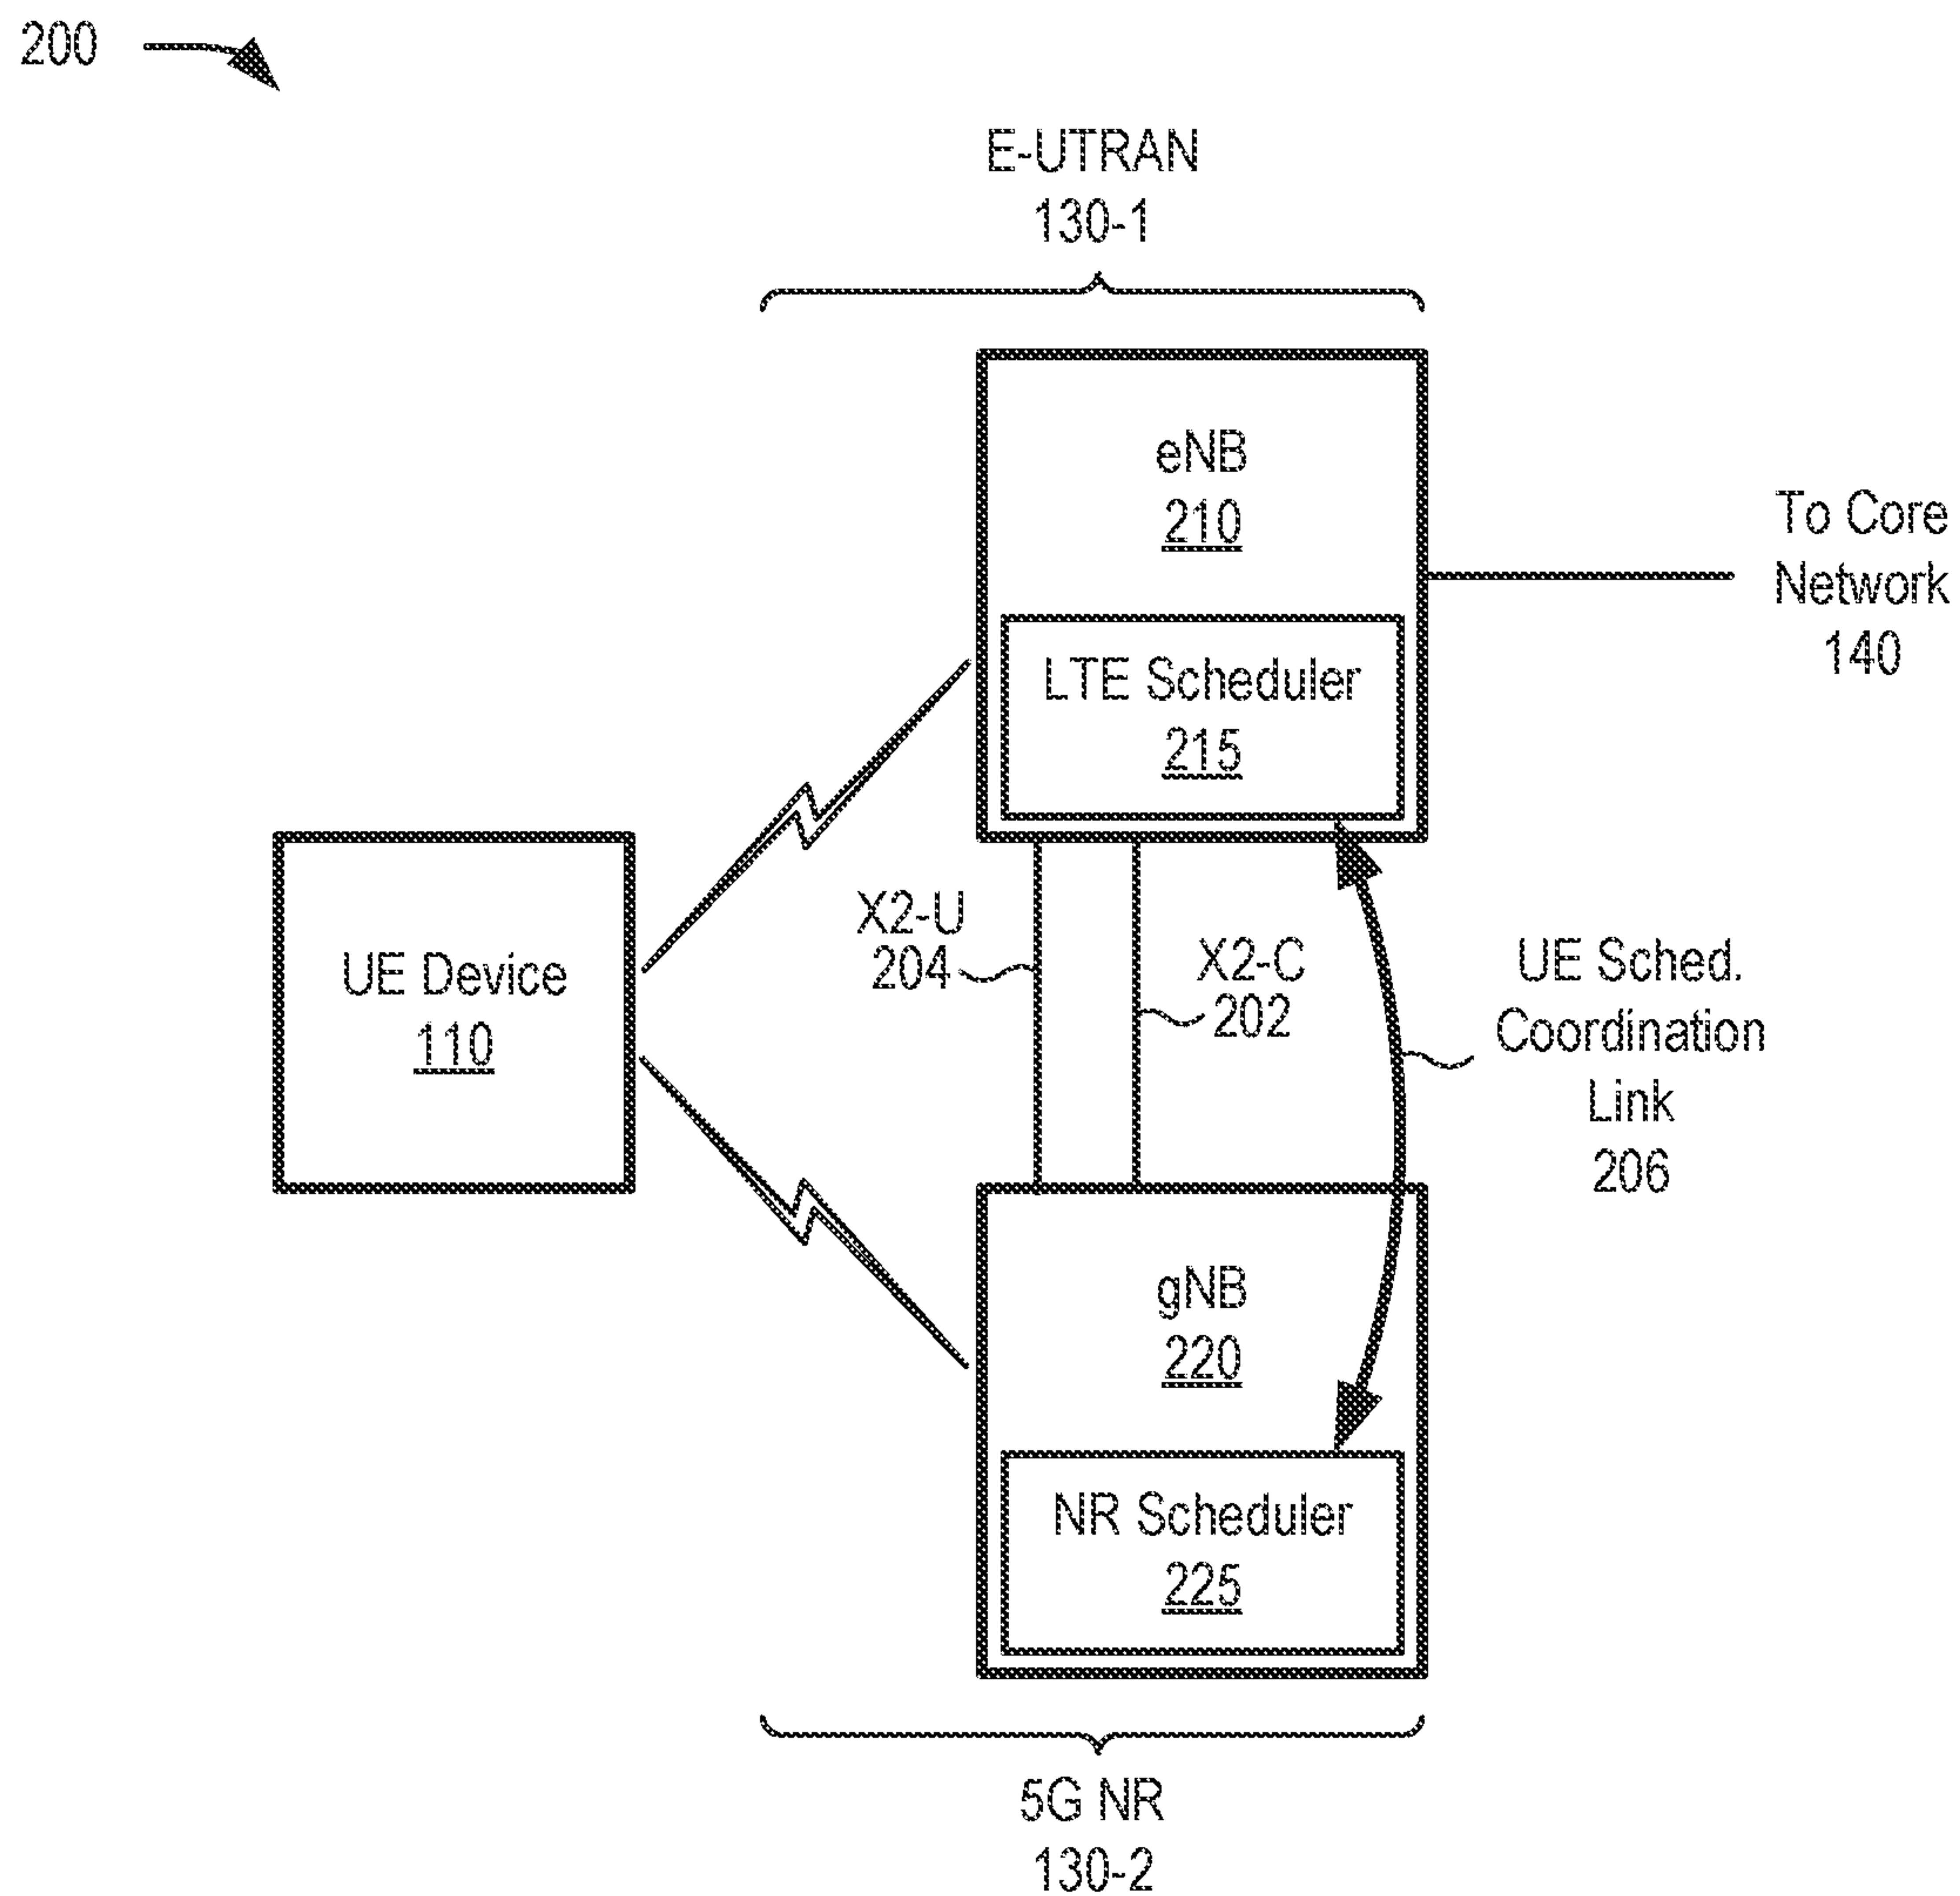 200
E-UTRAN
130-1
eNB
210
To Core
Network
140
LTE Scheduler
215
UE Device
110
X2-U
204
X2-C
202
UE Sched.
Coordination
Link
206
gNB
220
NR Scheduler
225
5G NR
130-2